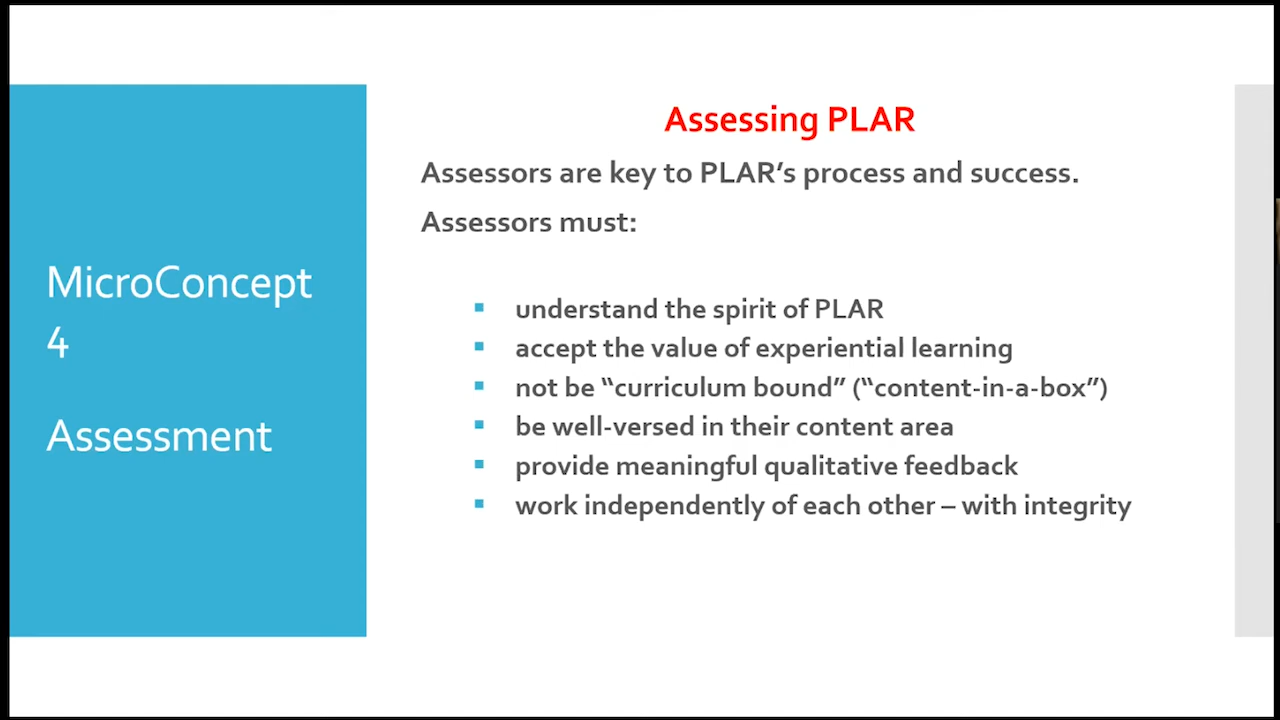 MicroConcept
4
Assessment
Assessing PLAR
Assessors are key to PLAR’s process and success.
Assessors must:
understand the spirit of PLAR
accept the value of experiential learning
not be “curriculum bound” (“content-in-a-box”)
be well-versed in their content area
provide meaningful qualitative feedback
work independently of each other – with integrity